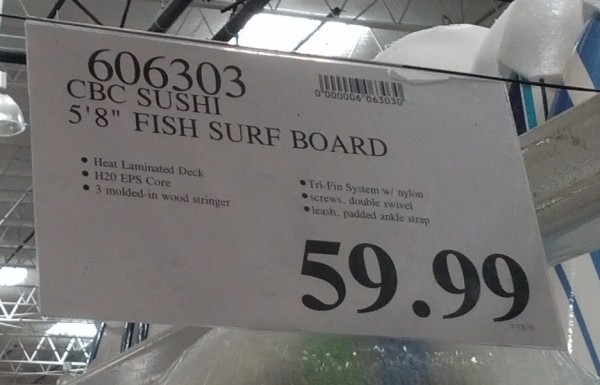 606303
0 000006 063030
CBC SUSHI
5'8" FISH SURF BOARD
• Heat Laminated Deck
• H20 EPS Core
• 3 molded-in wood stringer
• Tri-Fin System w/ nylon
• screws, double swivel
• leash, padded ankle strap
59.99